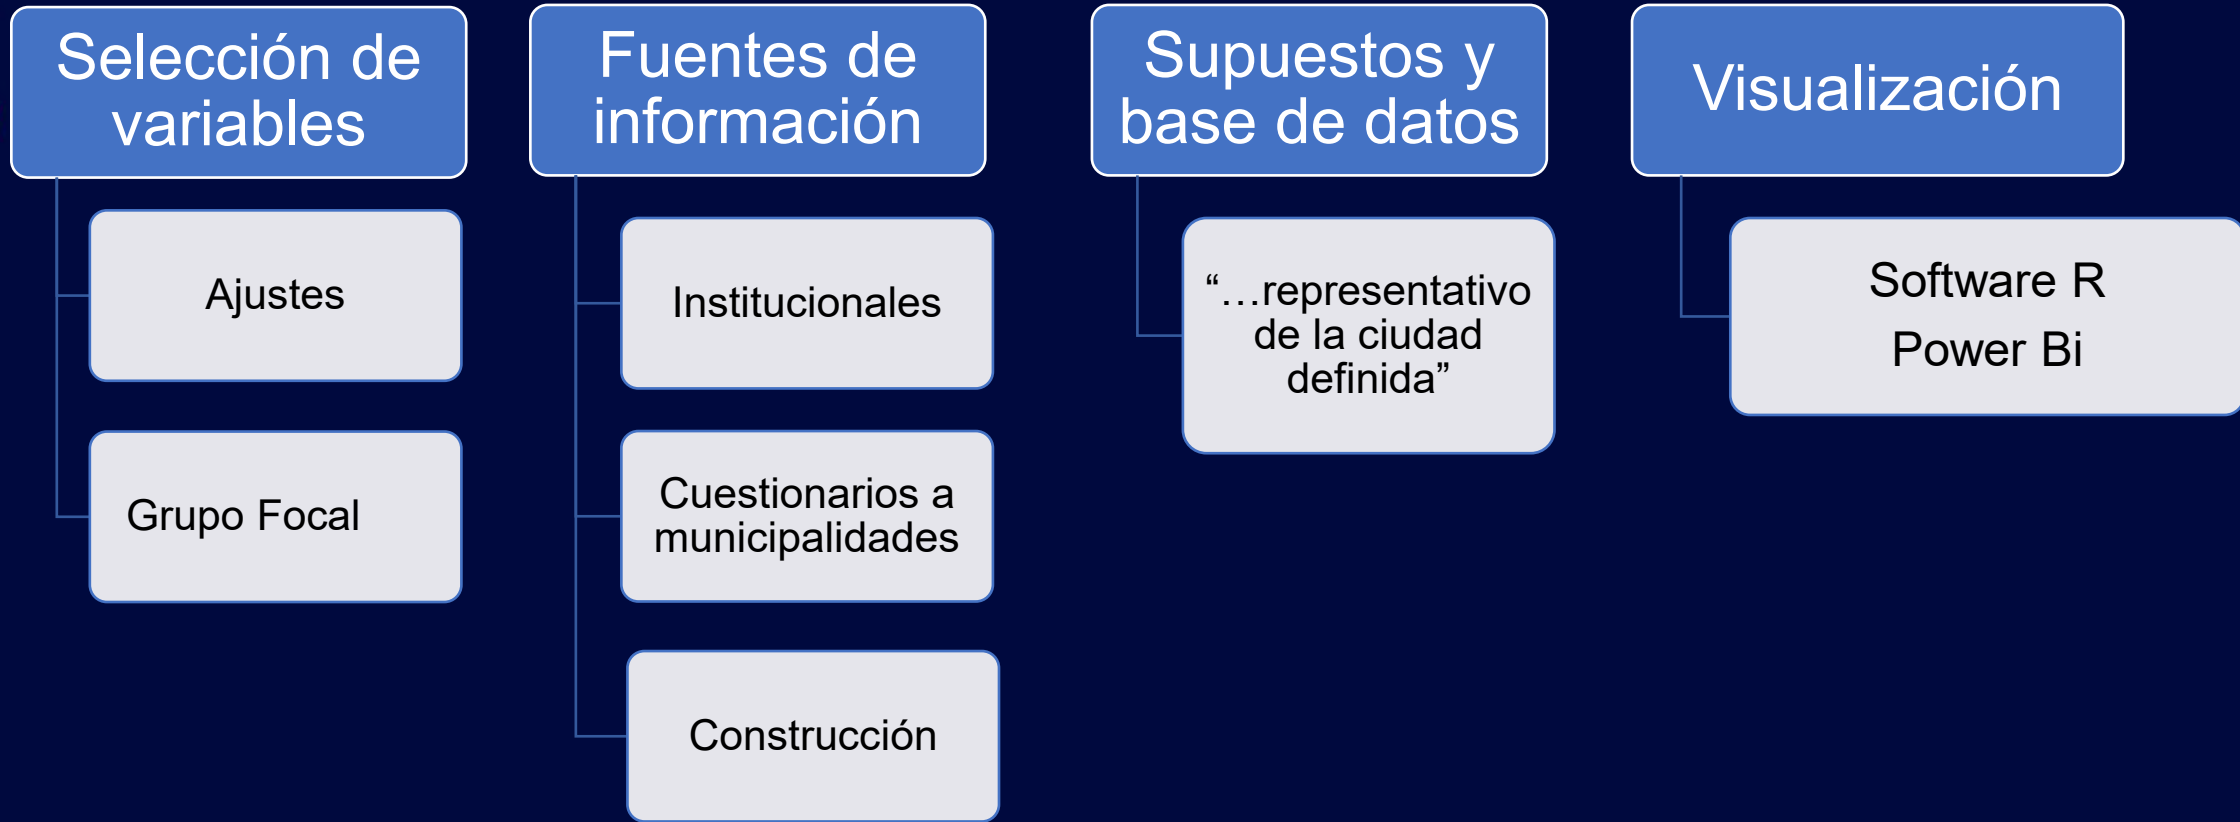 Selección de
variables
Ajustes
Grupo Focal
Fuentes de
información
Institucionales
Cuestionarios a
municipalidades
Construcción
Supuestos y
base de datos
“…representativo
de la ciudad
definida”
Visualización
Software R
Power Bi